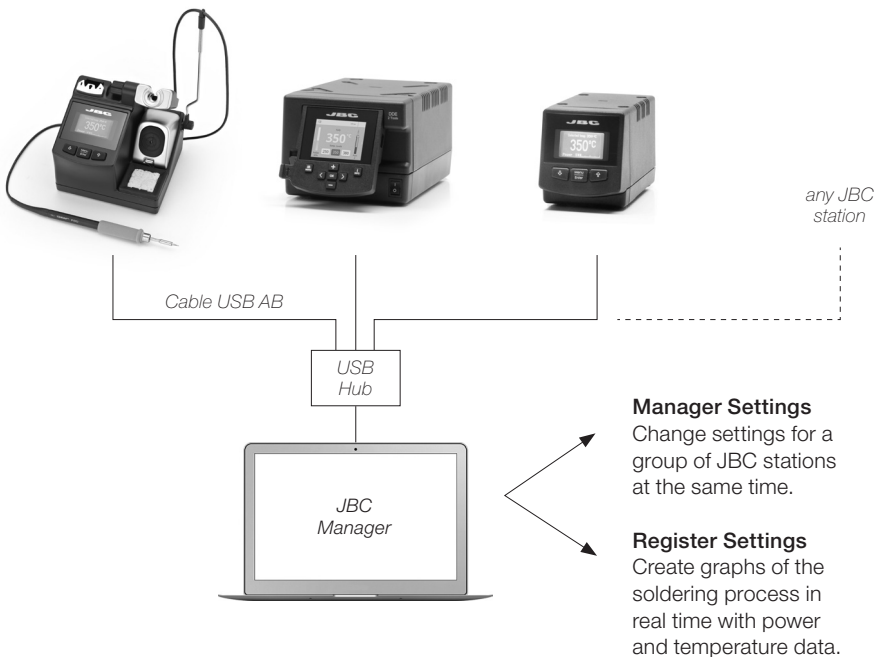 JBC
350°C
JBC
350°
JBC
350°C
any JBC
station
Cable USB AB
USB
Hub
JBC
Manager
Manager Settings
Change settings for a
group of JBC stations
at the same time.
Register Settings
Create graphs of the
soldering process in
real time with power
and temperature data.